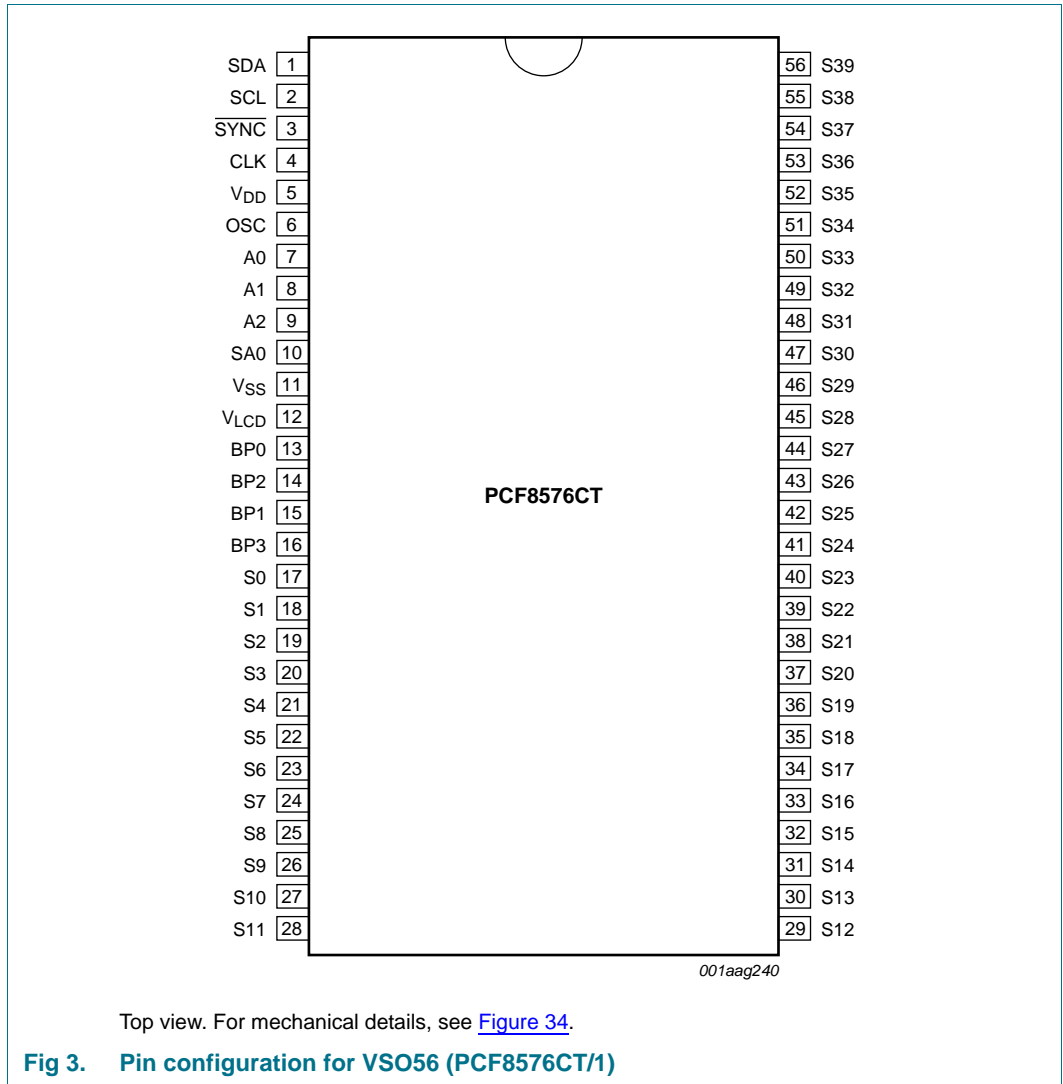 SDA 1 56 S39
SCL 2 55 S38
SYNC 3 54 S37
CLK 4 53 S36
VDD 5 52 S35
OSC 6 51 S34
A0 7 50 S33
A1 8 49 S32
A2 9 48 S31
SA0 10 47 S30
VSS 11 46 S29
VLCD 12 45 S28
BP0 13 44 S27
BP2 14 43 S26
PCF8576CT
BP1 15 42 S25
BP3 16 41 S24
S0 17 40 S23
S1 18 39 S22
S2 19 38 S21
S3 20 37 S20
S4 21 36 S19
S5 22 35 S18
S6 23 34 S17
S7 24 33 S16
S8 25 32 S15
S9 26 31 S14
S10 27 30 S13
S11 28 29 S12
001aag240
Top view. For mechanical details, see Figure 34.
Fig 3. Pin configuration for VSO56 (PCF8576CT/1)